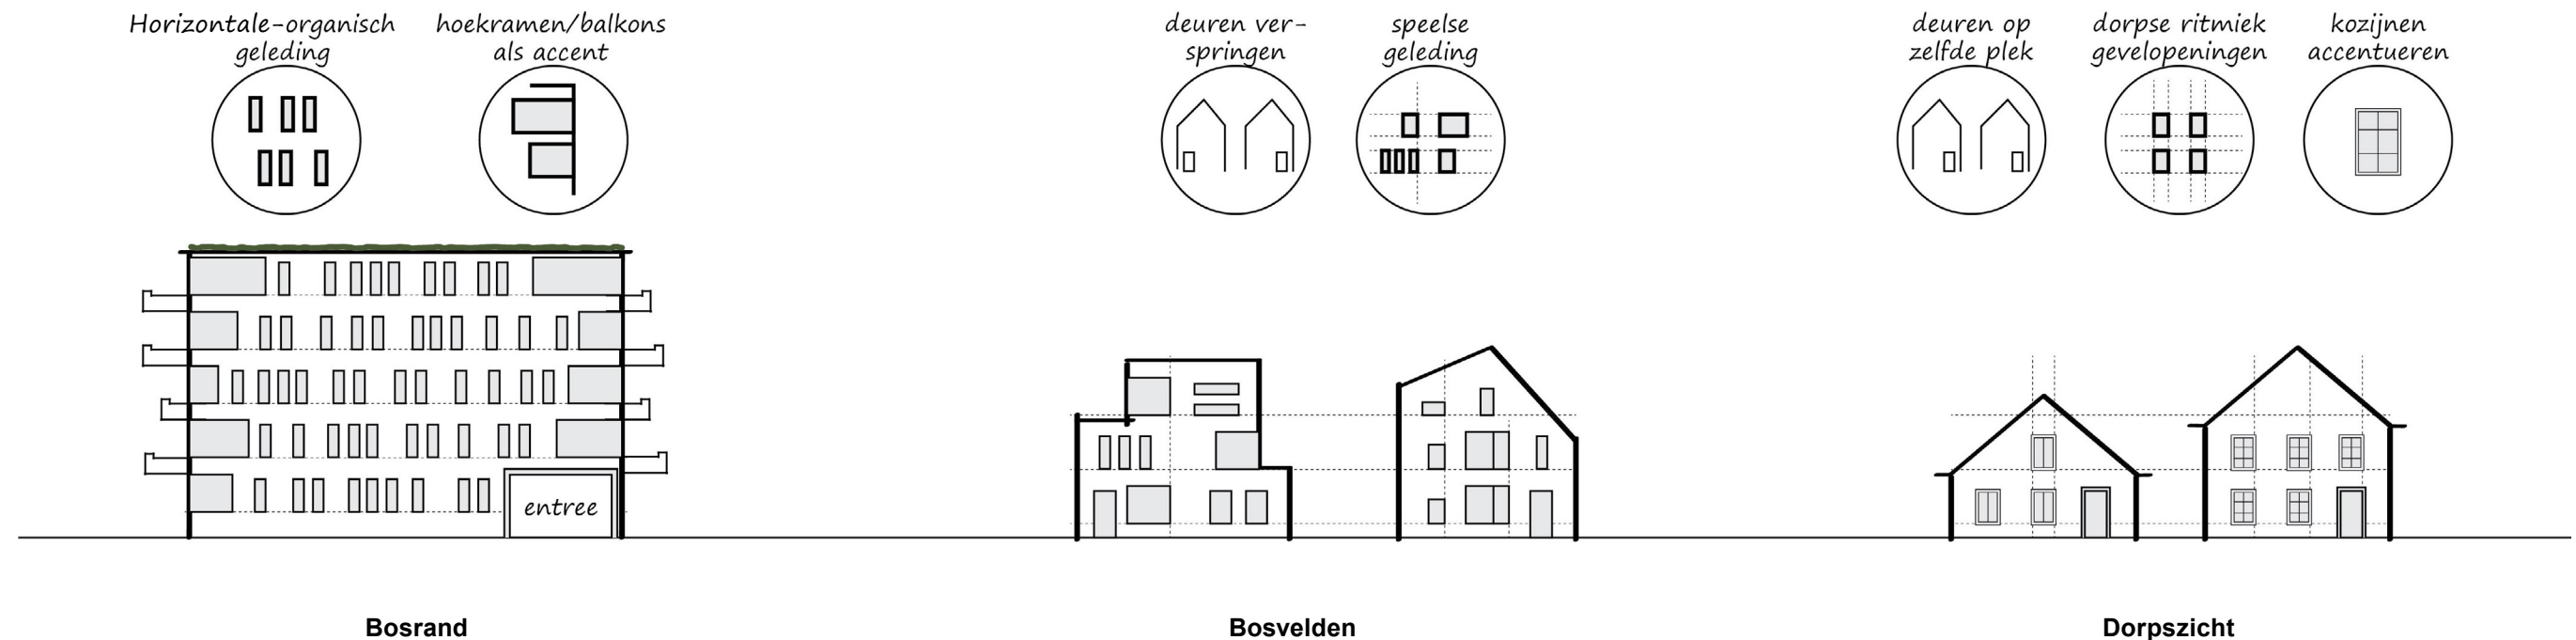 Horizontale-organisch
geleding
hoekramen/balkons
als accent
deuren ver-
springen
speelse
geleding
deuren op
zelfde plek
dorpse ritmiek
gevelopeningen
kozijnen
accentueren
entree
Bosrand
Bosvelden
Dorpszicht